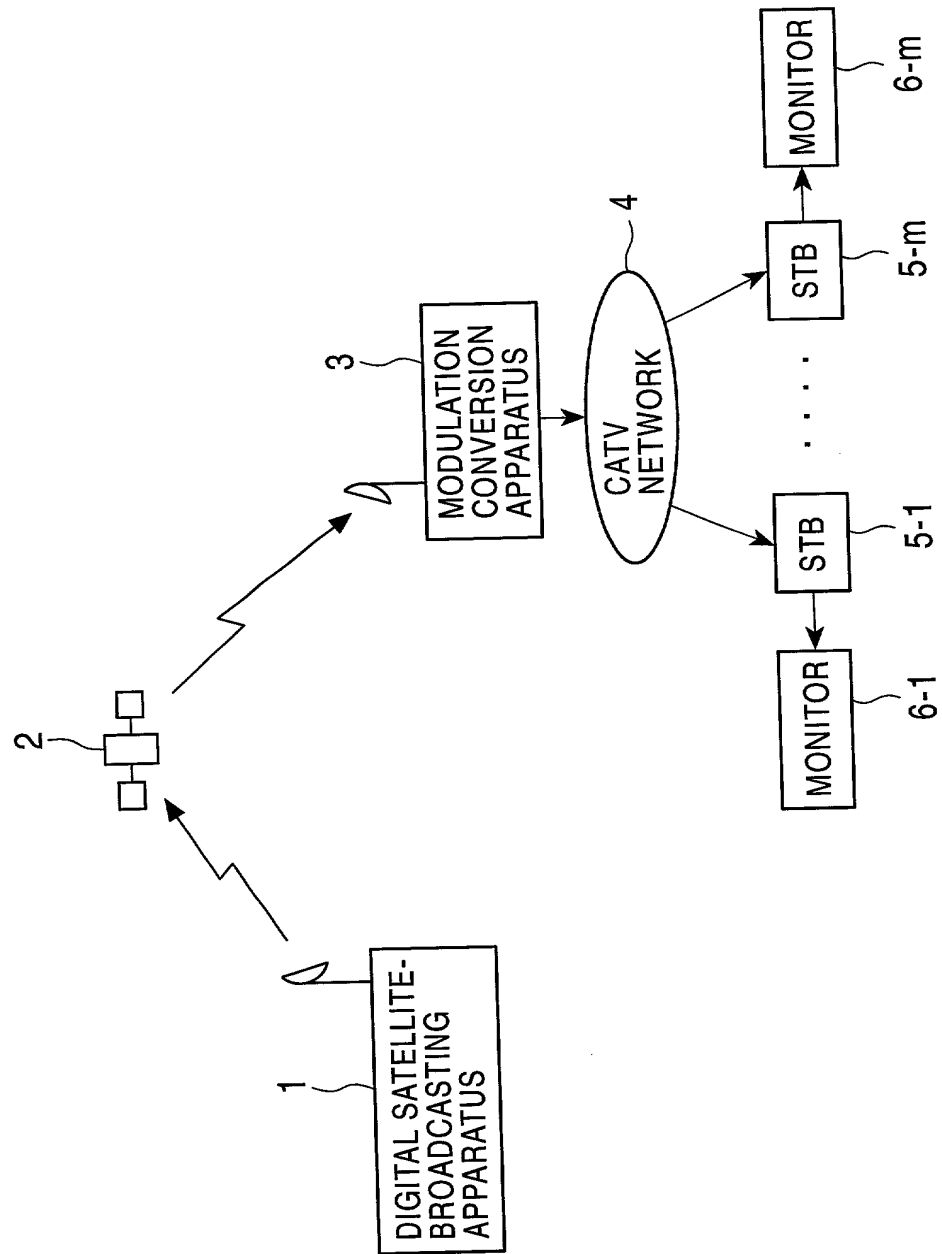 2
1
DIGITAL SATELLITE-
BROADCASTING
APPARATUS
3
MODULATION
CONVERSION
APPARATUS
4
CATV
NETWORK
MONITOR
6-1
STB
5-1
. . . . .
STB
5-m
MONITOR
6-m